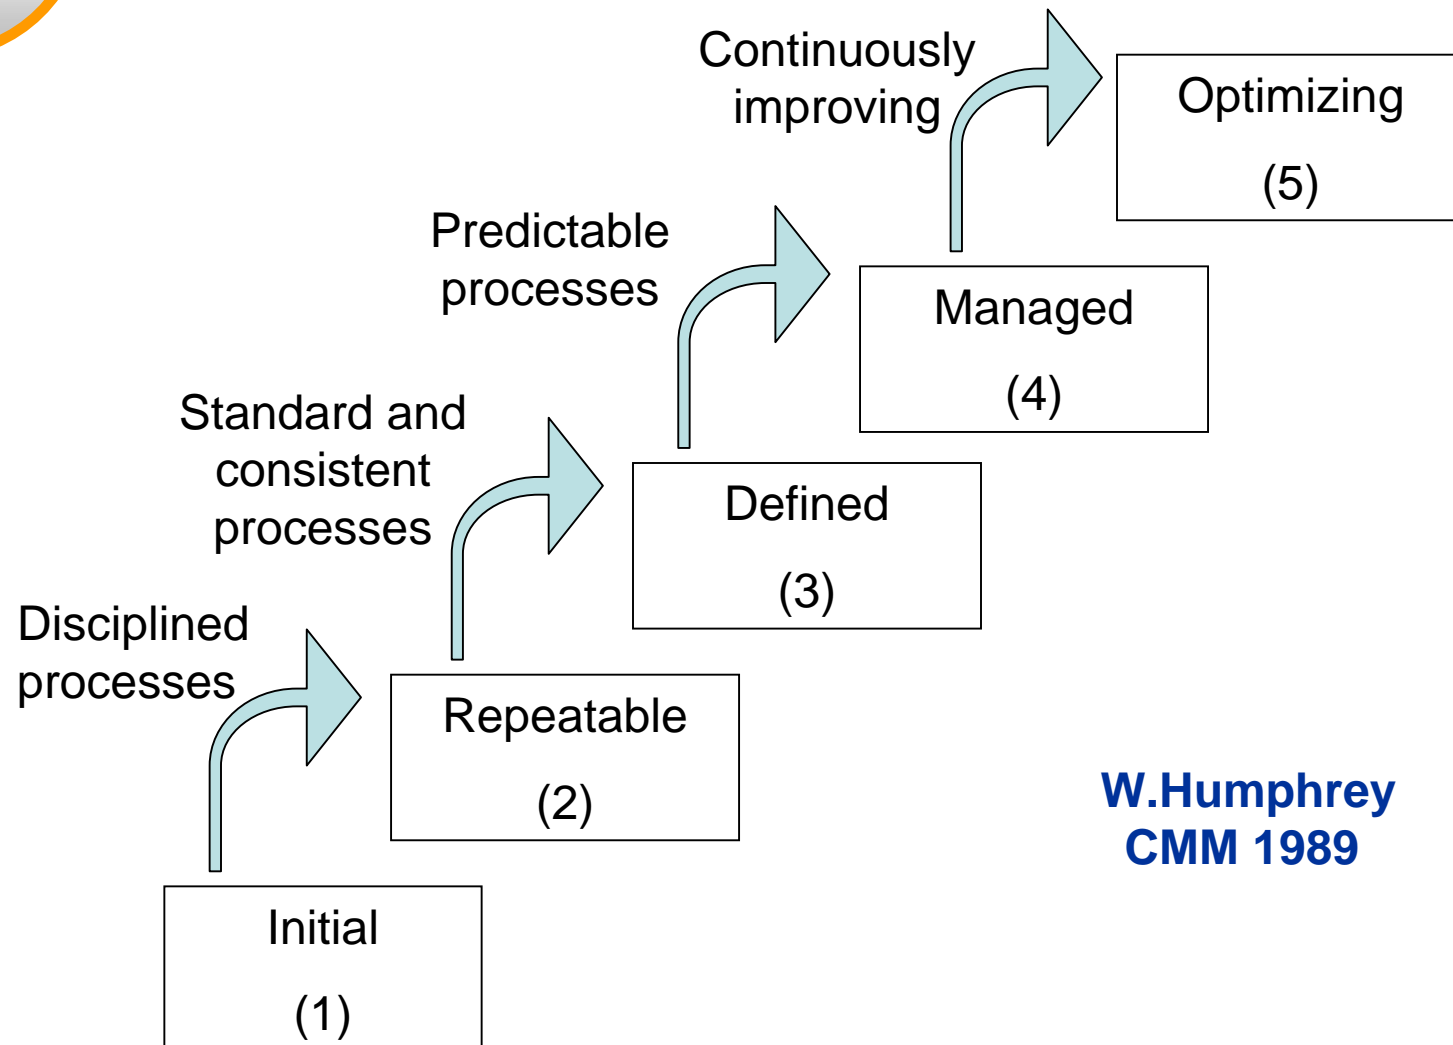 Continuously
improving
Optimizing
(5)
Predictable
processes
Managed
(4)
Standard and
consistent
processes
Defined
(3)
Disciplined
processes
Repeatable
(2)
W.Humphrey
CMM 1989
Initial
(1)